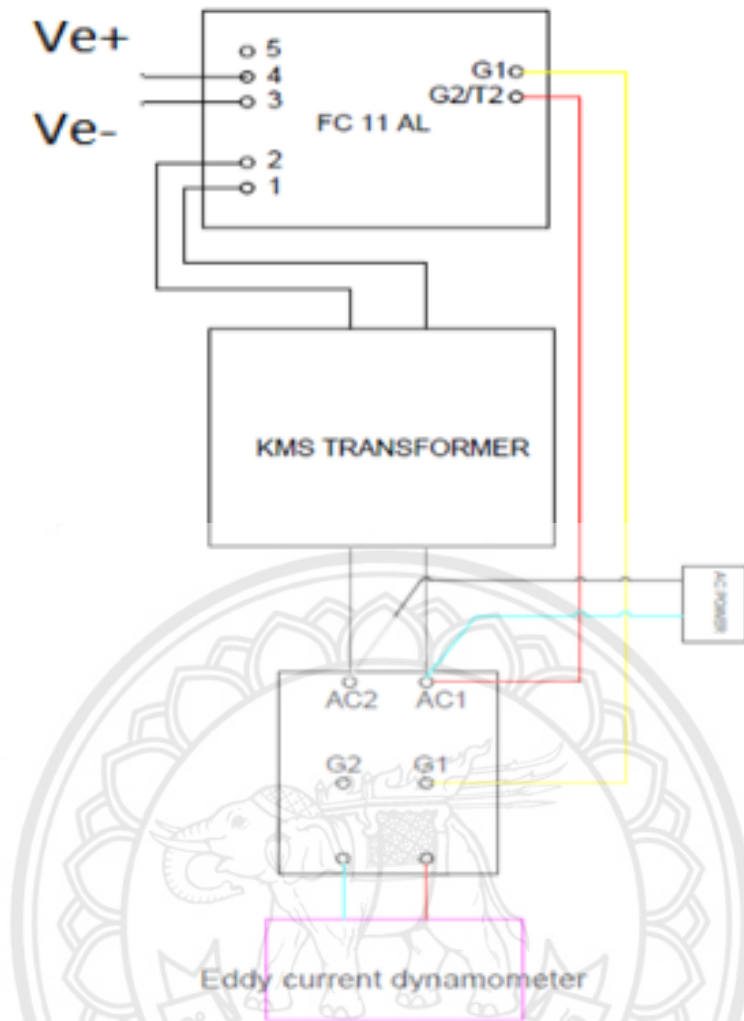 Ve+
5
4
3
Ve-
2
1
FC 11 AL
G1
G2/T2
KMS TRANSFORMER
AC POWER
AC2 AC1
G2 G1
Eddy current dynamometer